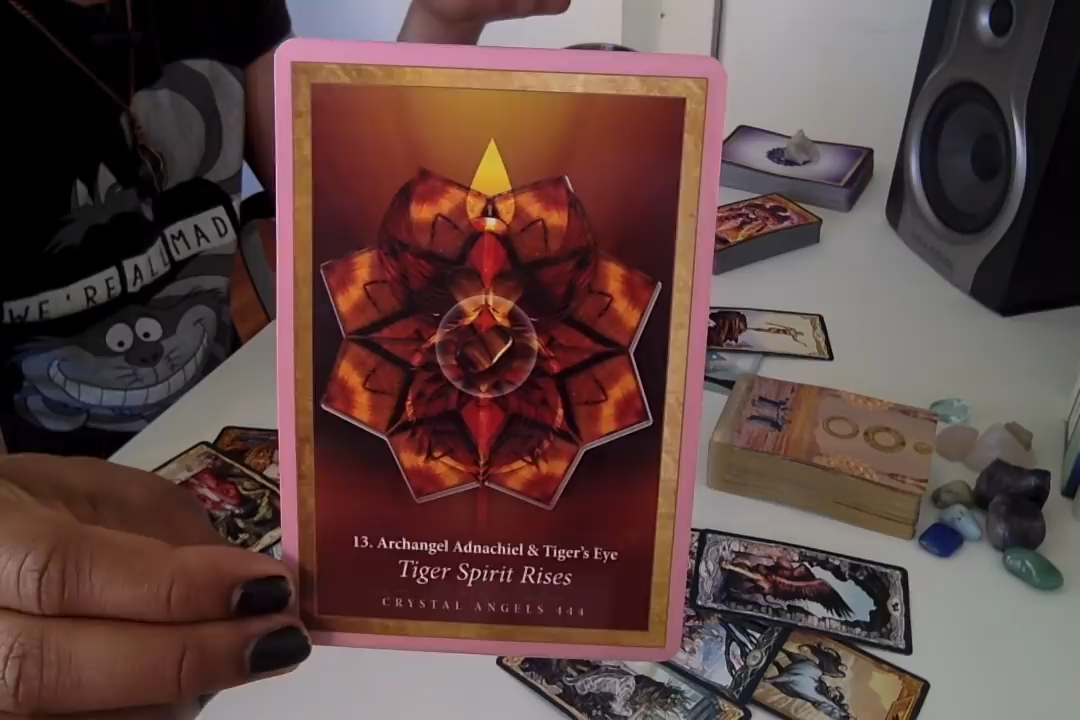 WE'RE ALL MAD
13. Archangel Adnachiel & Tiger's Eye
Tiger Spirit Rises
CRYSTAL ANGELS 444